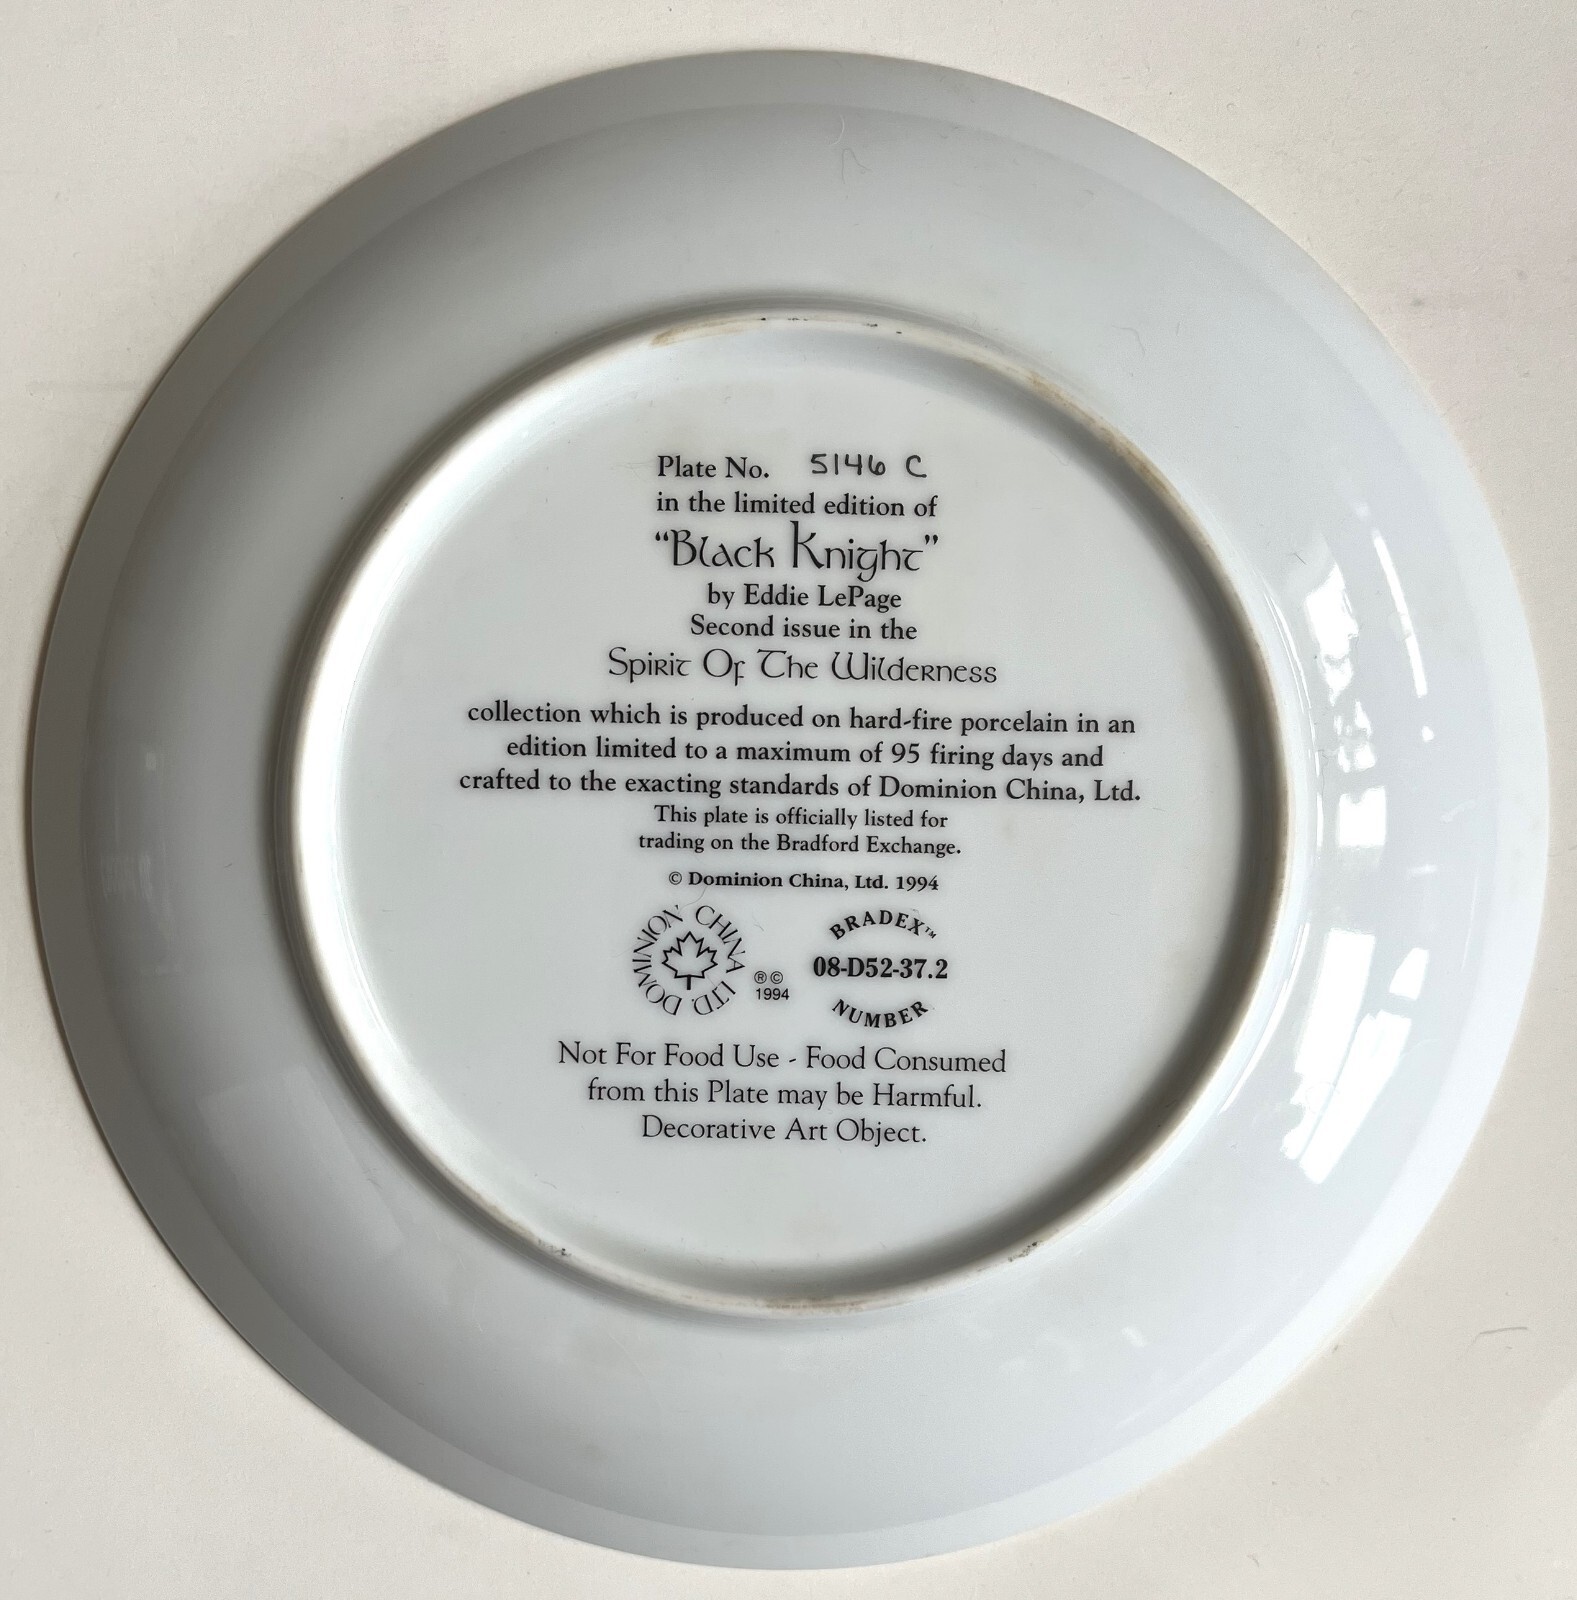 Plate No. 5146 C
in the limited edition of
“Black Knight”
by Eddie LePage
Second issue in the
Spirit Of The Wilderness
collection which is produced on hard-fire porcelain in an
edition limited to a maximum of 95 firing days and
crafted to the exacting standards of Dominion China, Ltd.
This plate is officially listed for
trading on the Bradford Exchange.
© Dominion China, Ltd. 1994
DOMINION CHINA LTD.
®©
1994
BRADEX™
08-D52-37.2
NUMBER
Not For Food Use - Food Consumed
from this Plate may be Harmful.
Decorative Art Object.